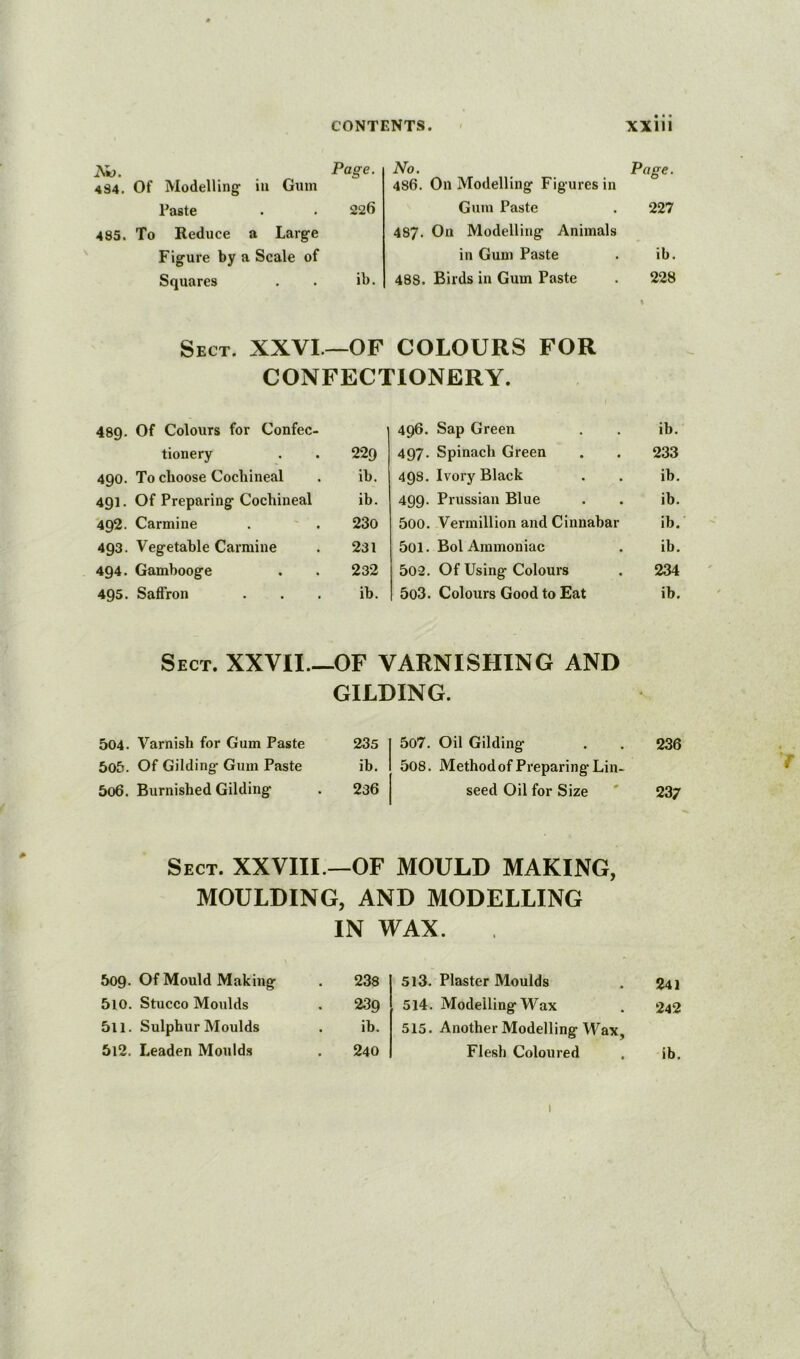 CONTENTS. xxiii
No. Page.
484. Of Modelling in Gum
Paste . . 226
485. To Reduce a Large
Figure by a Scale of
Squares . . ib.
No. Page.
486. On Modelling Figures in
Gum Paste . 227
487. On Modelling Animals
in Gum Paste . ib.
488. Birds in Gum Paste . 228
SECT. XXVI.—OF COLOURS FOR
CONFECTIONERY.
489. Of Colours for Confec-
tionery . . 229
490. To choose Cochineal . ib.
491. Of Preparing Cochineal ib.
492. Carmine . . 230
493. Vegetable Carmine . 231
494. Gambooge . . 232
495. Saffron . . . ib.
496. Sap Green . . ib.
497. Spinach Green . . 233
498. Ivory Black . . ib.
499. Prussian Blue . . ib.
500. Vermillion and Cinnabar ib.
501. Bol Ammoniac . ib.
502. Of Using Colours . 234
503. Colours Good to Eat ib.
SECT. XXVII.—OF VARNISHING AND
GILDING.
504. Varnish for Gum Paste 235
505. Of Gilding Gum Paste ib.
506. Burnished Gilding . 236
507. Oil Gilding . . 236
508. Method of Preparing Lin-
seed Oil for Size 237
SECT. XXVIII.—OF MOULD MAKING,
MOULDING, AND MODELLING
IN WAX.
509. Of Mould Making . 238
510. Stucco Moulds . 239
511. Sulphur Moulds . ib.
512. Leaden Moulds . 240
513. Plaster Moulds . 241
514. Modelling Wax . 242
515. Another Modelling Wax,
Flesh Coloured . ib.